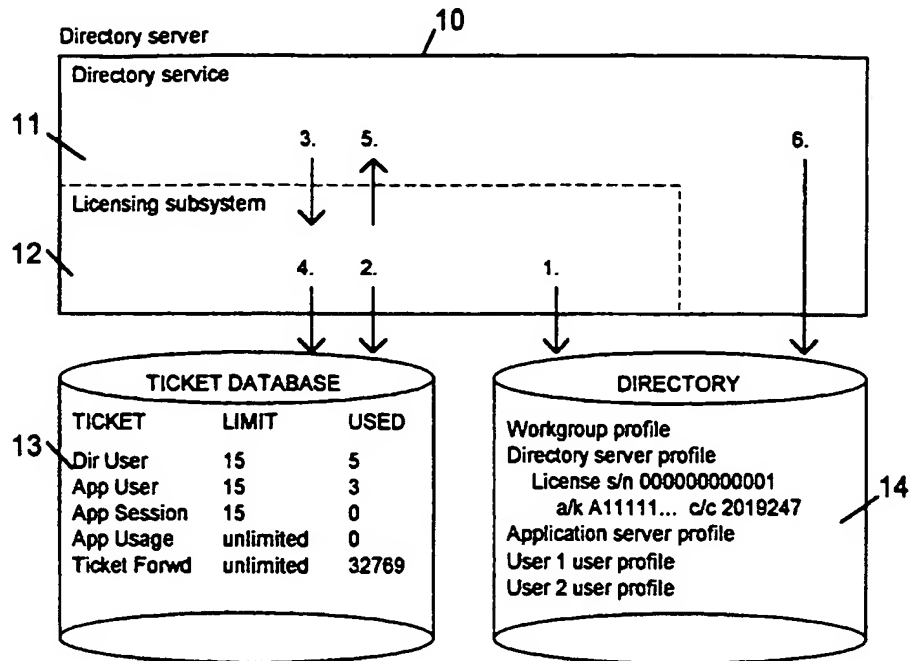 10
Directory server
Directory service
11
3. 5. 6.
Licensing subsystem
12
4. 2. 1.
TICKET DATABASE
TICKET LIMIT USED
13
Dir User 15 5
App User 15 3
App Session 15 0
App Usage unlimited 0
Ticket Forwd unlimited 32769
DIRECTORY
Workgroup profile
Directory server profile
License s/n 000000000001
a/k A11111... c/c 2019247
14
Application server profile
User 1 user profile
User 2 user profile